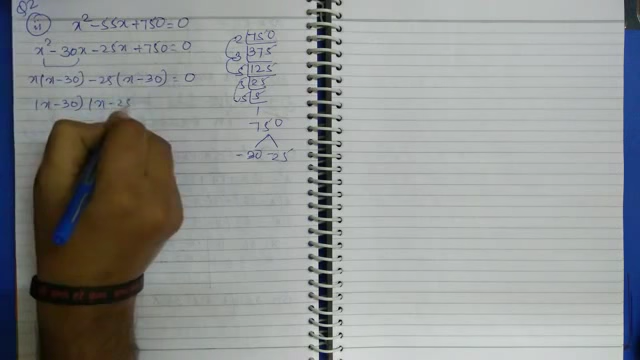 Q2
(ii) x²-55x+750=0
x²-30x-25x+750=0
x(x-30)-25(x-30)=0
(x-30)(x-25
2 750
3 375
5 125
5 25
5 5
1
750
-30 -25